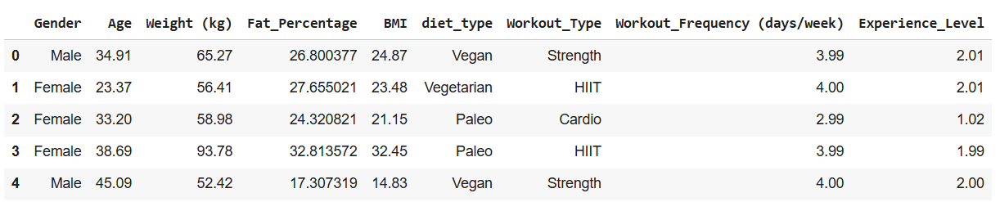 Gender Age Weight (kg) Fat_Percentage BMI diet_type Workout_Type Workout_Frequency (days/week) Experience_Level
0 Male 34.91 65.27 26.800377 24.87 Vegan Strength 3.99 2.01
1 Female 23.37 56.41 27.655021 23.48 Vegetarian HIIT 4.00 2.01
2 Female 33.20 58.98 24.320821 21.15 Paleo Cardio 2.99 1.02
3 Female 38.69 93.78 32.813572 32.45 Paleo HIIT 3.99 1.99
4 Male 45.09 52.42 17.307319 14.83 Vegan Strength 4.00 2.00